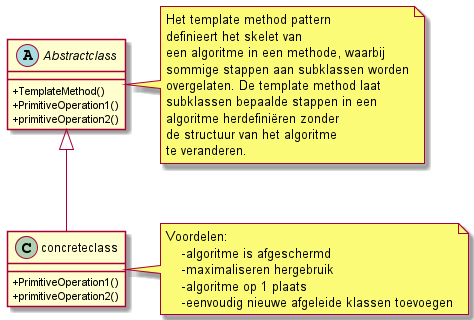 A Abstractclass
+TemplateMethod()
+PrimitiveOperation1()
+primitiveOperation2()
Het template method pattern
definieert het skelet van
een algoritme in een methode, waarbij
sommige stappen aan subklassen worden
overgelaten. De template method laat
subklassen bepaalde stappen in een
algoritme herdefiniëren zonder
de structuur van het algoritme
te veranderen.
C concreteclass
+PrimitiveOperation1()
+primitiveOperation2()
Voordelen:
-algoritme is afgeschermd
-maximaliseren hergebruik
-algoritme op 1 plaats
-eenvoudig nieuwe afgeleide klassen toevoegen